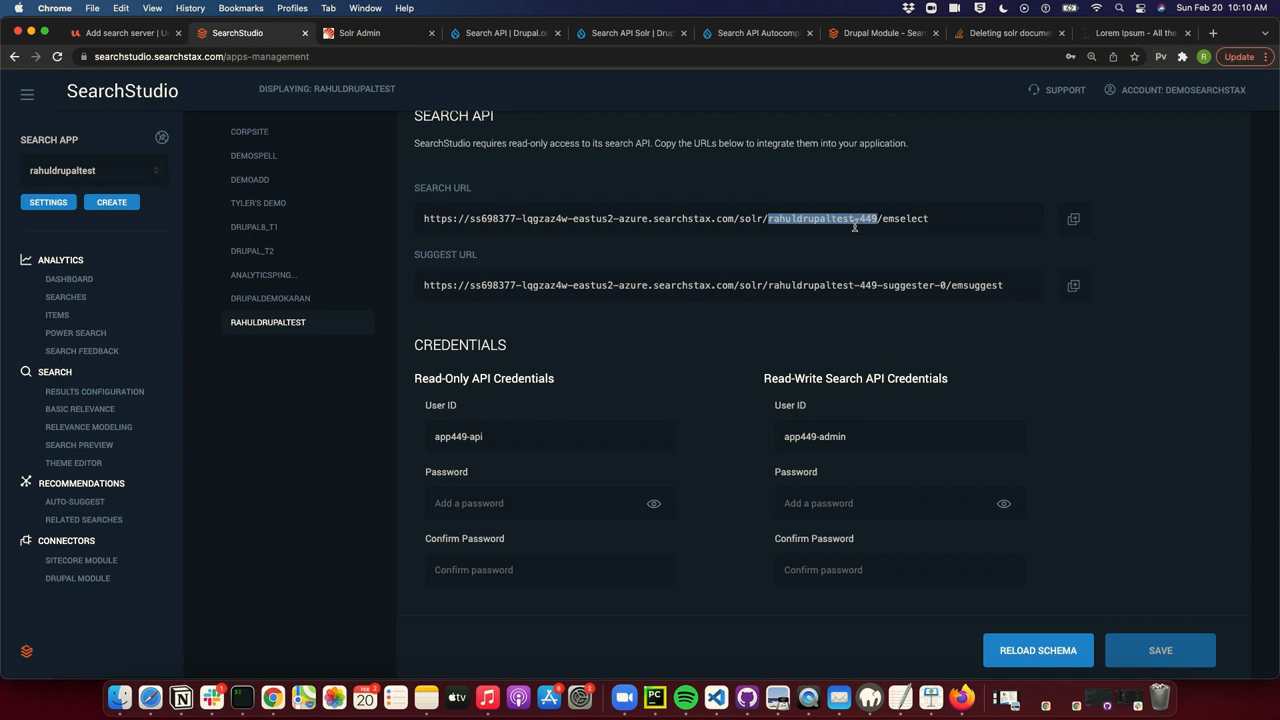 Chrome File Edit View History Bookmarks Profiles Tab Window Help
Sun Feb 20 10:10 AM
Add search server | U
SearchStudio
Solr Admin
Search API | Drupal.o
Search API Solr | Drup
Search API Autocompl
Drupal Module - Sear
Deleting solr docume
Lorem Ipsum - All the
searchstudio.searchstax.com/apps-management
Pv
R
Update
SearchStudio
DISPLAYING: RAHULDRUPALTEST
SUPPORT
ACCOUNT: DEMOSEARCHSTAX
SEARCH APP
rahuldrupaltest
SETTINGS
CREATE
ANALYTICS
DASHBOARD
SEARCHES
ITEMS
POWER SEARCH
SEARCH FEEDBACK
SEARCH
RESULTS CONFIGURATION
BASIC RELEVANCE
RELEVANCE MODELING
SEARCH PREVIEW
THEME EDITOR
RECOMMENDATIONS
AUTO-SUGGEST
RELATED SEARCHES
CONNECTORS
SITECORE MODULE
DRUPAL MODULE
CORPSITE
DEMOSPELL
DEMOADD
TYLER'S DEMO
DRUPAL8_T1
DRUPAL_T2
ANALYTICSPING...
DRUPALDEMOKARAN
RAHULDRUPALTEST
SEARCH API
SearchStudio requires read-only access to its search API. Copy the URLs below to integrate them into your application.
SEARCH URL
https://ss698377-lqgzaz4w-eastus2-azure.searchstax.com/solr/rahuldrupaltest-449/emselect
SUGGEST URL
https://ss698377-lqgzaz4w-eastus2-azure.searchstax.com/solr/rahuldrupaltest-449-suggester-0/emsuggest
CREDENTIALS
Read-Only API Credentials
User ID
app449-api
Password
Add a password
Confirm Password
Confirm password
Read-Write Search API Credentials
User ID
app449-admin
Password
Add a password
Confirm Password
Confirm password
RELOAD SCHEMA
SAVE